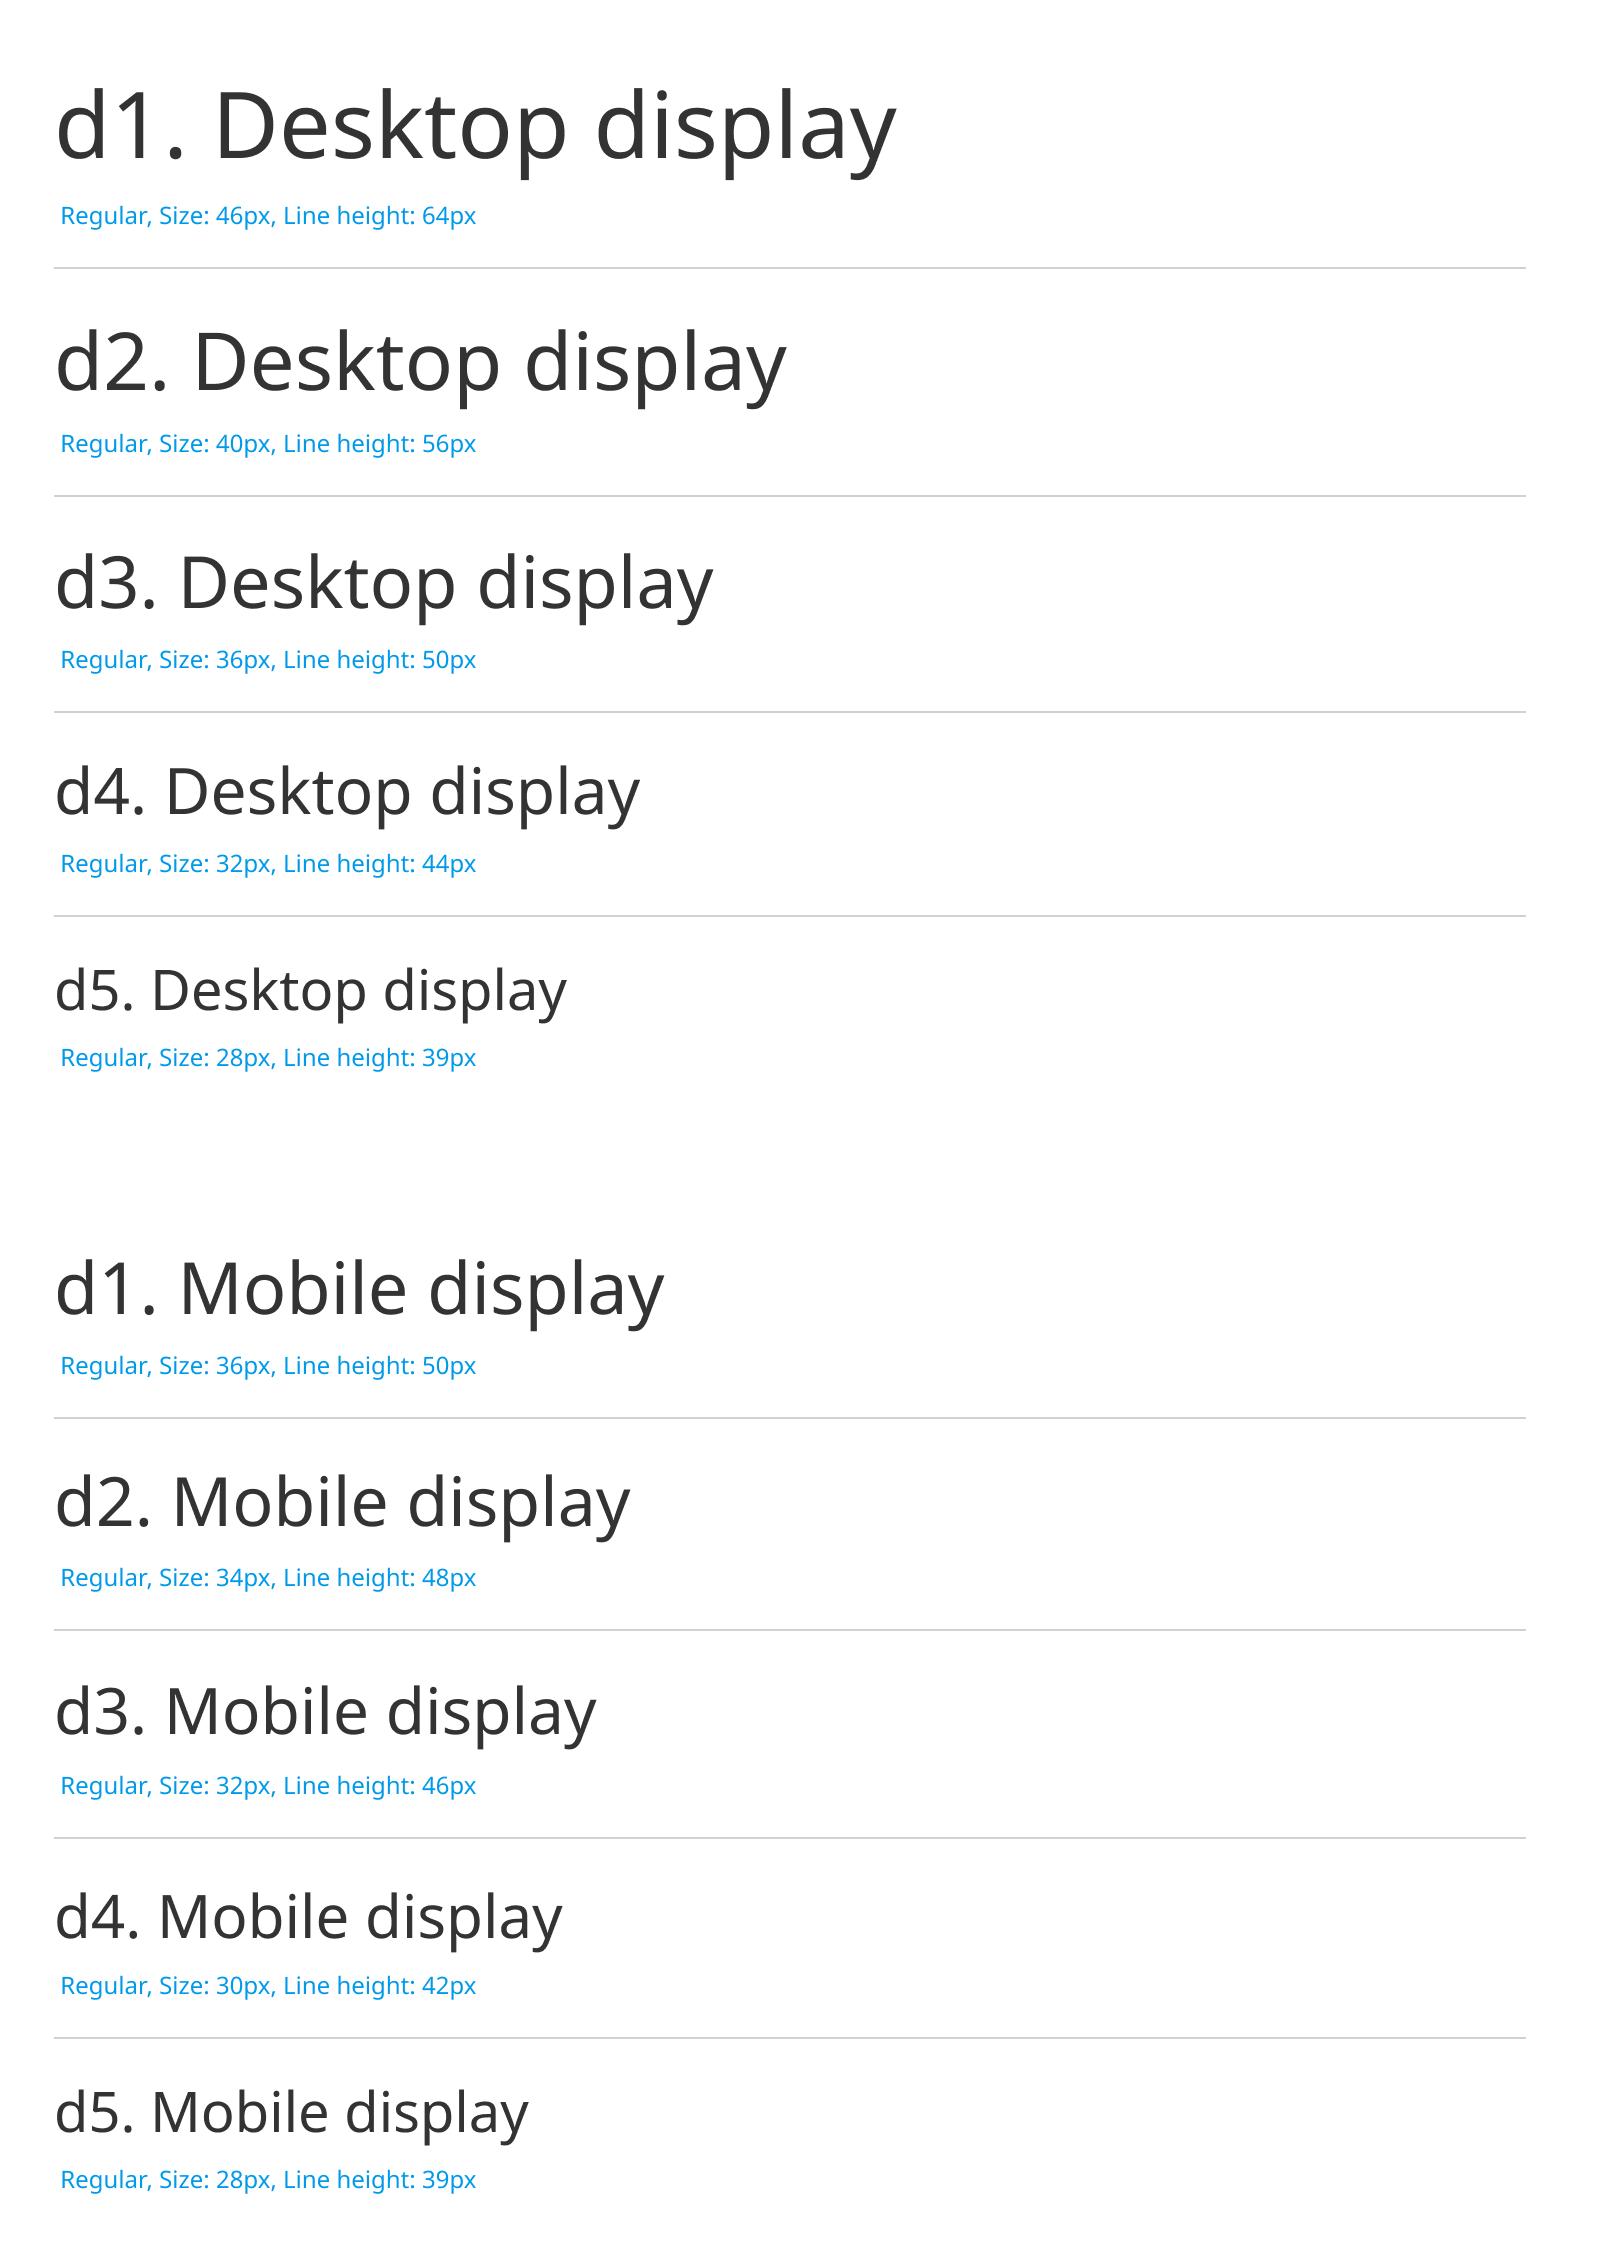 d1. Desktop display
Regular, Size: 46px, Line height: 64px
d2. Desktop display
Regular, Size: 40px, Line height: 56px
d3. Desktop display
Regular, Size: 36px, Line height: 50px
d4. Desktop display
Regular, Size: 32px, Line height: 44px
d5. Desktop display
Regular, Size: 28px, Line height: 39px
d1. Mobile display
Regular, Size: 36px, Line height: 50px
d2. Mobile display
Regular, Size: 34px, Line height: 48px
d3. Mobile display
Regular, Size: 32px, Line height: 46px
d4. Mobile display
Regular, Size: 30px, Line height: 42px
d5. Mobile display
Regular, Size: 28px, Line height: 39px